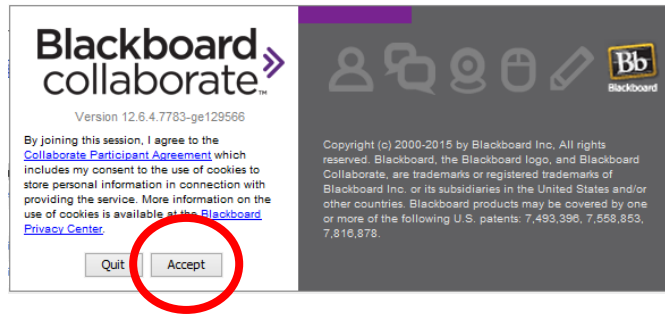 Blackboard
collaborate™
Version 12.6.4.7783-ge129566
By joining this session, I agree to the
Collaborate Participant Agreement which
includes my consent to the use of cookies to
store personal information in connection with
providing the service. More information on the
use of cookies is available at the Blackboard
Privacy Center.
Quit
Accept
Bb
Blackboard
Copyright (c) 2000-2015 by Blackboard Inc, All rights
reserved. Blackboard, the Blackboard logo, and Blackboard
Collaborate, are trademarks or registered trademarks of
Blackboard Inc. or its subsidiaries in the United States and/or
other countries. Blackboard products may be covered by one
or more of the following U.S. patents: 7,493,396, 7,558,853,
7,816,878.